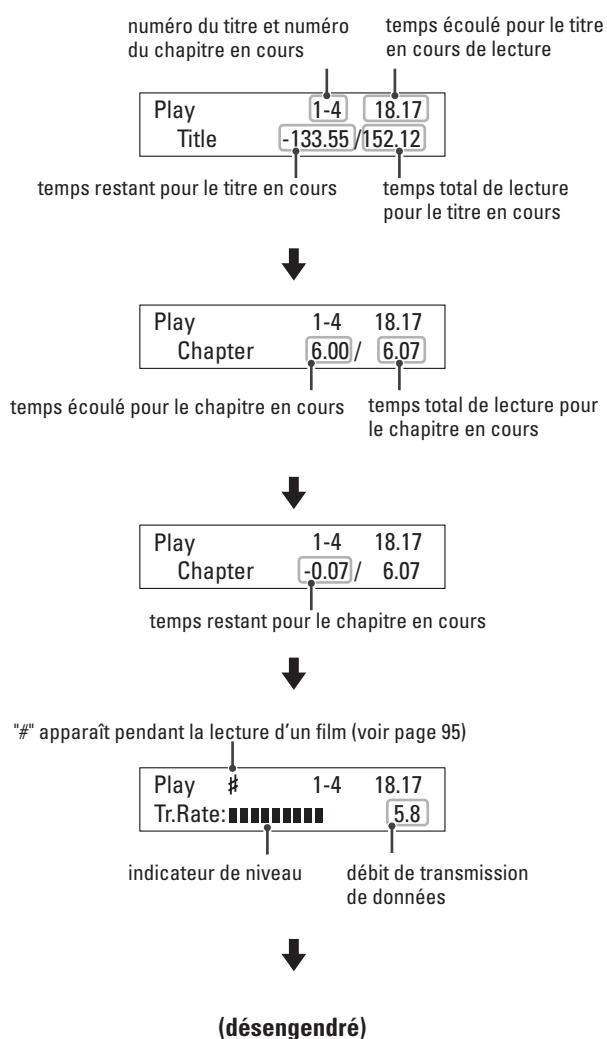 numéro du titre et numéro
du chapitre en cours
temps écoulé pour le titre
en cours de lecture
Play 1-4 18.17
Title -133.55/152.12
temps restant pour le titre en cours
temps total de lecture
pour le titre en cours
Play 1-4 18.17
Chapter 6.00/ 6.07
temps écoulé pour le chapitre en cours
temps total de lecture pour
le chapitre en cours
Play 1-4 18.17
Chapter -0.07/ 6.07
temps restant pour le chapitre en cours
"#" apparaît pendant la lecture d'un film (voir page 95)
Play # 1-4 18.17
Tr.Rate: 5.8
indicateur de niveau
débit de transmission
de données
(désengendré)